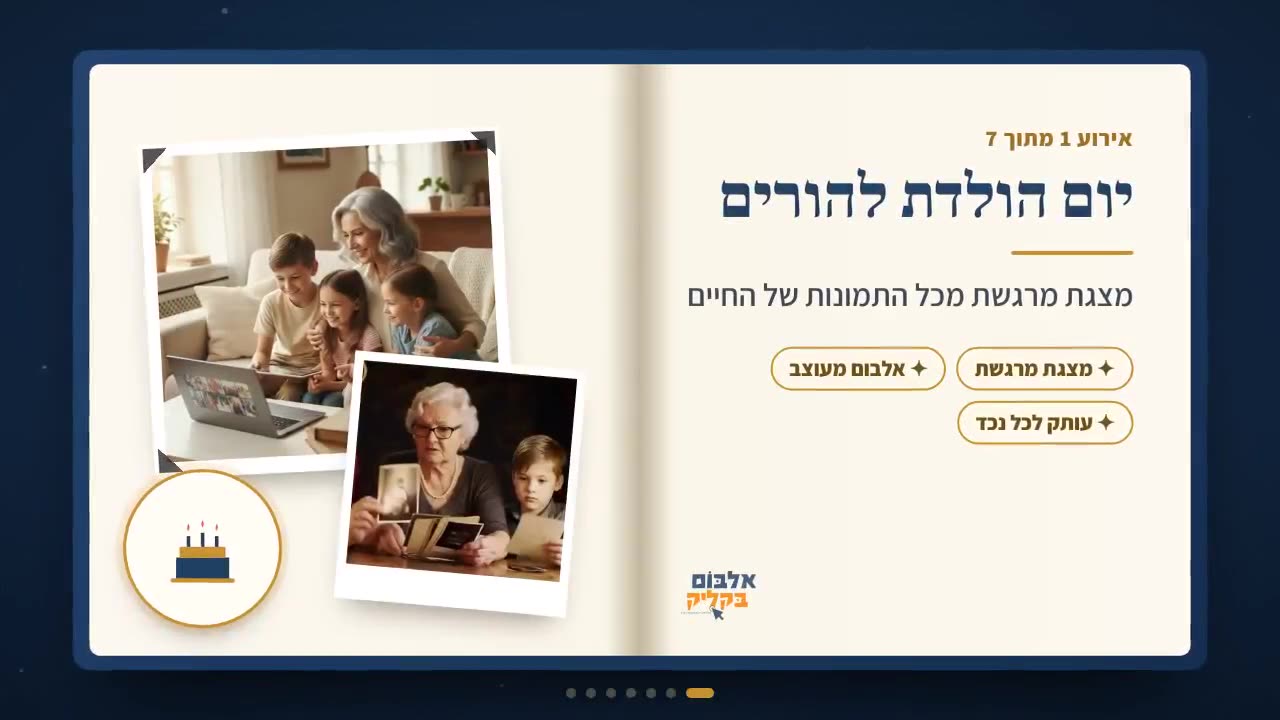 אירוע 1 מתוך 7
יום הולדת להורים
מצגת מרגשת מכל התמונות של החיים
✦ מצגת מרגשת
✦ אלבום מעוצב
✦ עותק לכל נכד
אלבום
בקליק